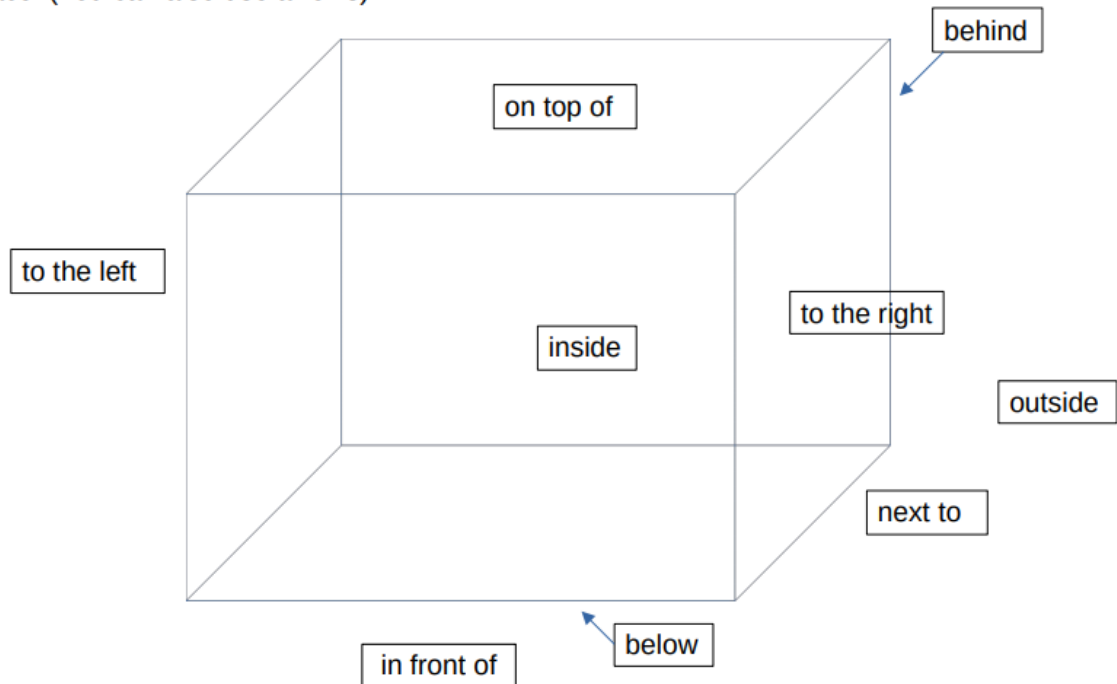 behind
on top of
to the left
to the right
inside
outside
next to
below
in front of